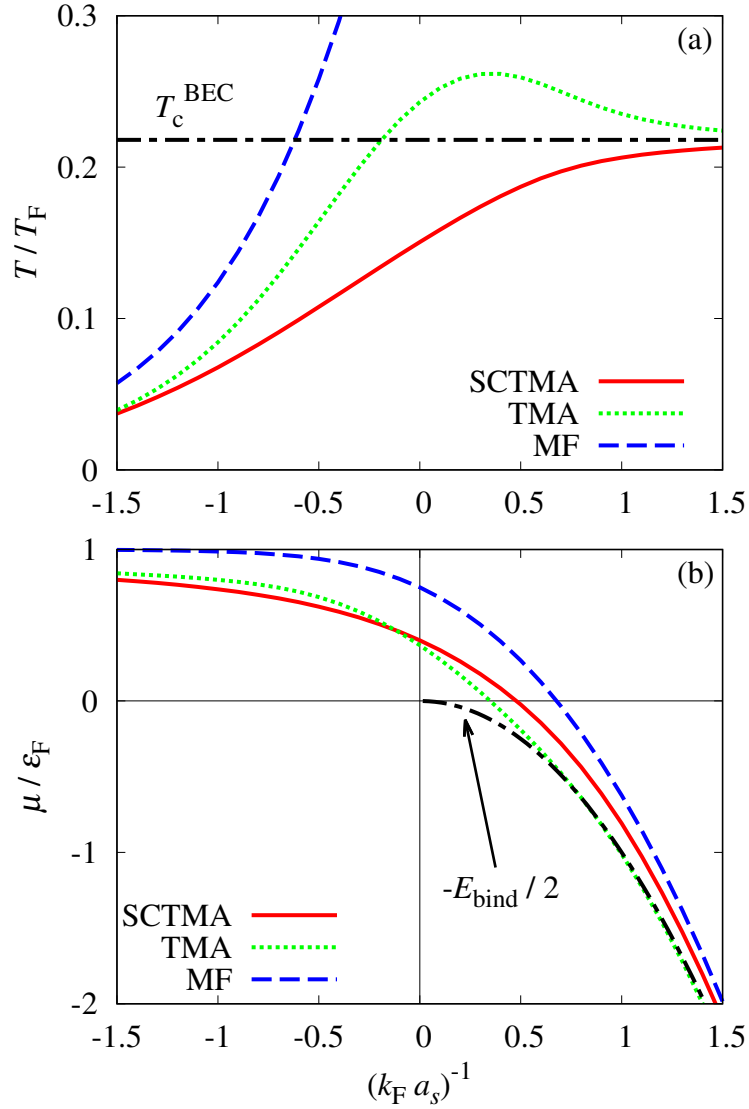 (a)
0.3
T_c^BEC
0.2
T / T_F
0.1
SCTMA
TMA
MF
0
-1.5 -1 -0.5 0 0.5 1 1.5
1
(b)
0
μ / ε_F
-1
-E_bind / 2
SCTMA
TMA
MF
-2
-1.5 -1 -0.5 0 0.5 1 1.5
(k_F a_s)^-1